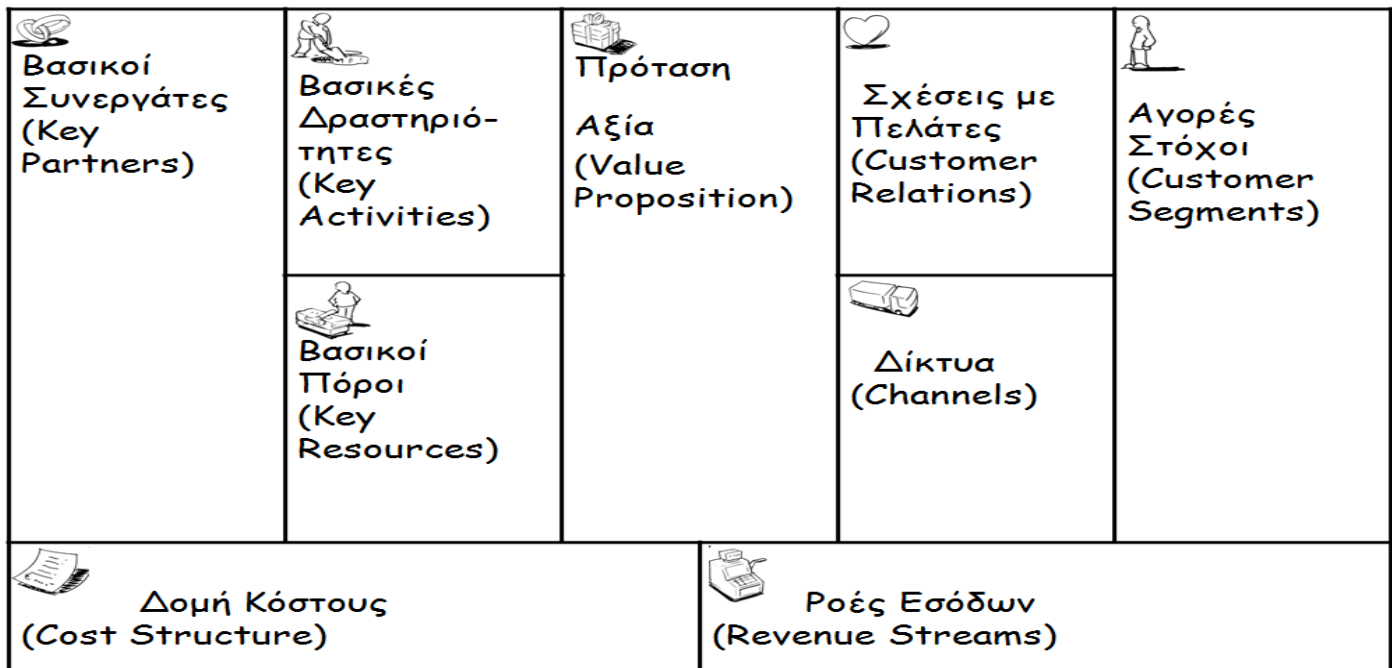 Βασικοί
Συνεργάτες
(Key
Partners)
Βασικές
Δραστηριό-
τητες
(Key
Activities)
Βασικοί
Πόροι
(Key
Resources)
Πρόταση
Αξία
(Value
Proposition)
Σχέσεις με
Πελάτες
(Customer
Relations)
Δίκτυα
(Channels)
Αγορές
Στόχοι
(Customer
Segments)
Δομή Κόστους
(Cost Structure)
Ροές Εσόδων
(Revenue Streams)